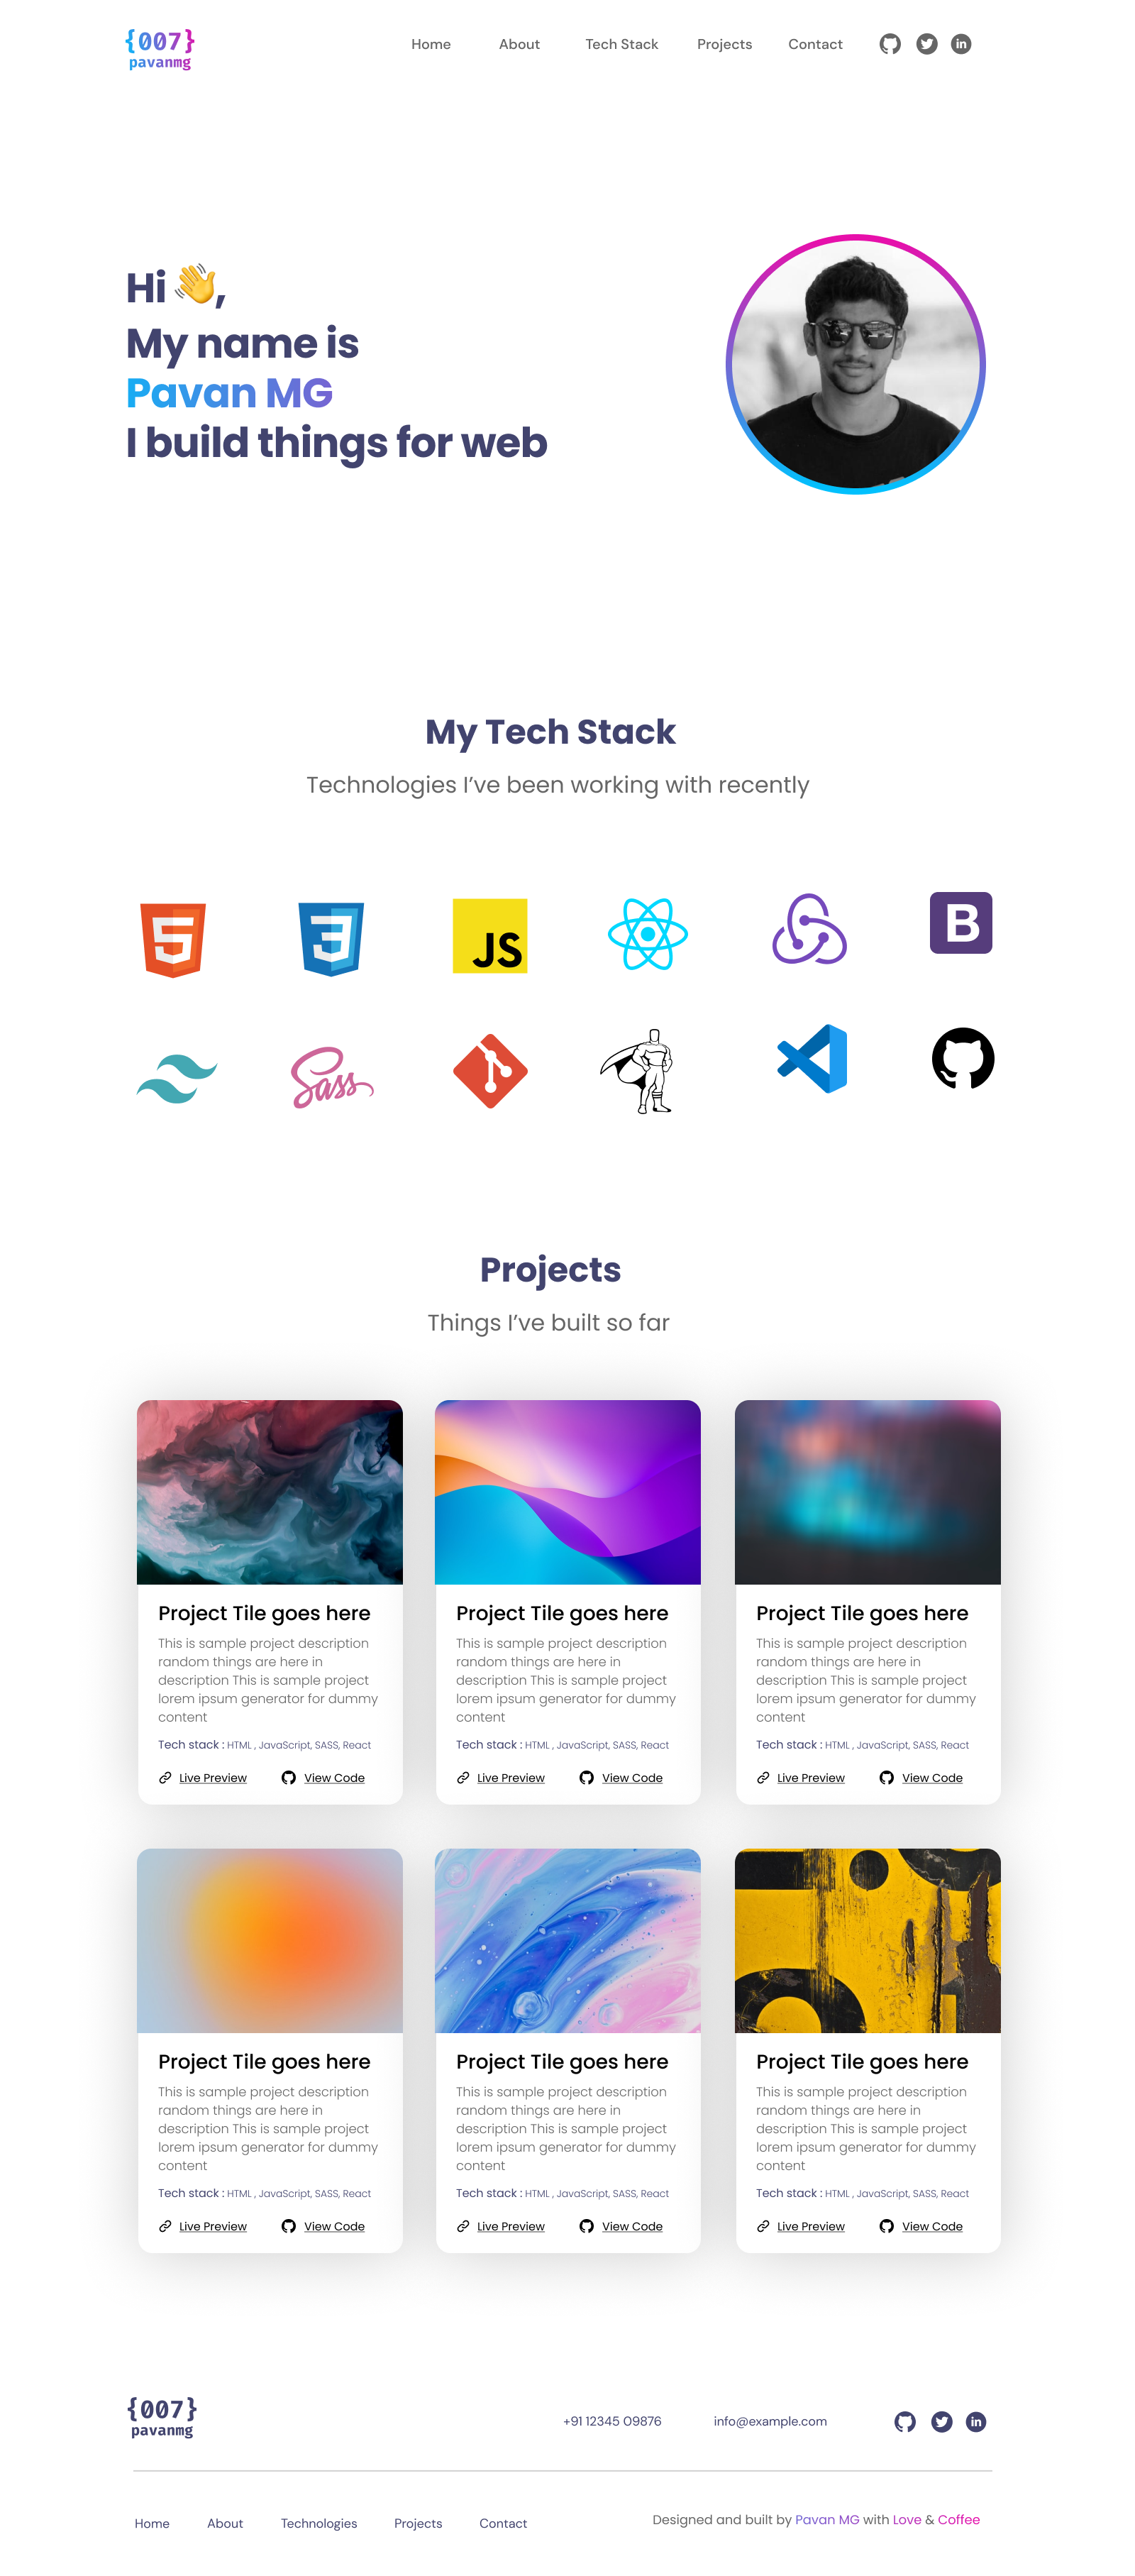 {007}
pavanmg
Home About Tech Stack Projects Contact in
Hi 👋,
My name is
Pavan MG
I build things for web
My Tech Stack
Technologies I’ve been working with recently
5 3 JS B
Sass
Projects
Things I’ve built so far
Project Tile goes here
This is sample project description
random things are here in
description This is sample project
lorem ipsum generator for dummy
content
Tech stack : HTML , JavaScript, SASS, React
Live Preview View Code
Project Tile goes here
This is sample project description
random things are here in
description This is sample project
lorem ipsum generator for dummy
content
Tech stack : HTML , JavaScript, SASS, React
Live Preview View Code
Project Tile goes here
This is sample project description
random things are here in
description This is sample project
lorem ipsum generator for dummy
content
Tech stack : HTML , JavaScript, SASS, React
Live Preview View Code
Project Tile goes here
This is sample project description
random things are here in
description This is sample project
lorem ipsum generator for dummy
content
Tech stack : HTML , JavaScript, SASS, React
Live Preview View Code
Project Tile goes here
This is sample project description
random things are here in
description This is sample project
lorem ipsum generator for dummy
content
Tech stack : HTML , JavaScript, SASS, React
Live Preview View Code
Project Tile goes here
This is sample project description
random things are here in
description This is sample project
lorem ipsum generator for dummy
content
Tech stack : HTML , JavaScript, SASS, React
Live Preview View Code
{007}
pavanmg
+91 12345 09876 info@example.com in
Home About Technologies Projects Contact
Designed and built by Pavan MG with Love & Coffee